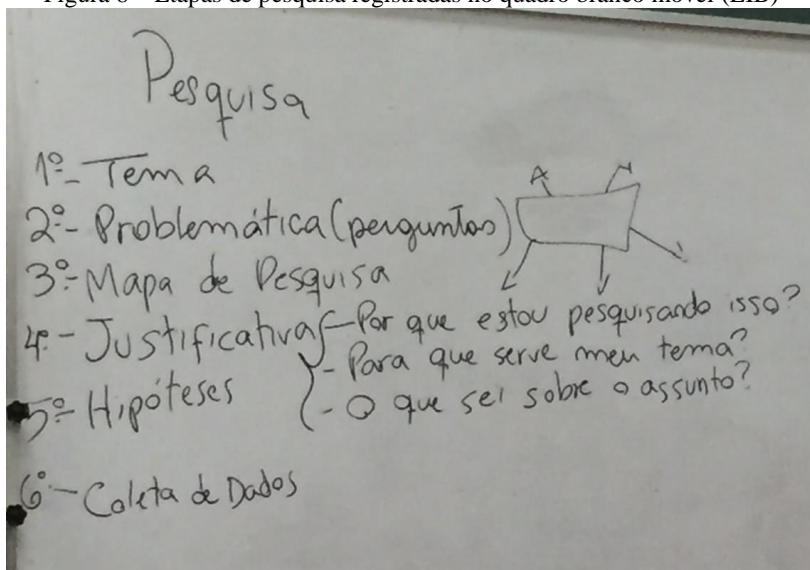 Figura 8 – Etapas de pesquisa registradas no quadro branco móvel (EIB)
Pesquisa
1º- Tema
2º- Problemática (perguntas)
3º- Mapa de Pesquisa
4º- Justificativa - Por que estou pesquisando isso?
- Para que serve meu tema?
- O que sei sobre o assunto?
5º- Hipóteses
6º- Coleta de Dados